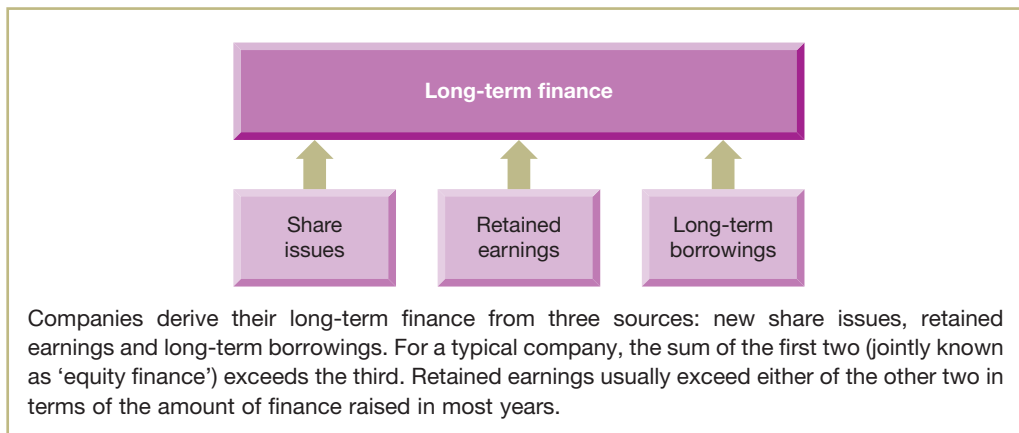 Long-term finance
Share
issues
Retained
earnings
Long-term
borrowings
Companies derive their long-term finance from three sources: new share issues, retained
earnings and long-term borrowings. For a typical company, the sum of the first two (jointly known
as ‘equity finance’) exceeds the third. Retained earnings usually exceed either of the other two in
terms of the amount of finance raised in most years.